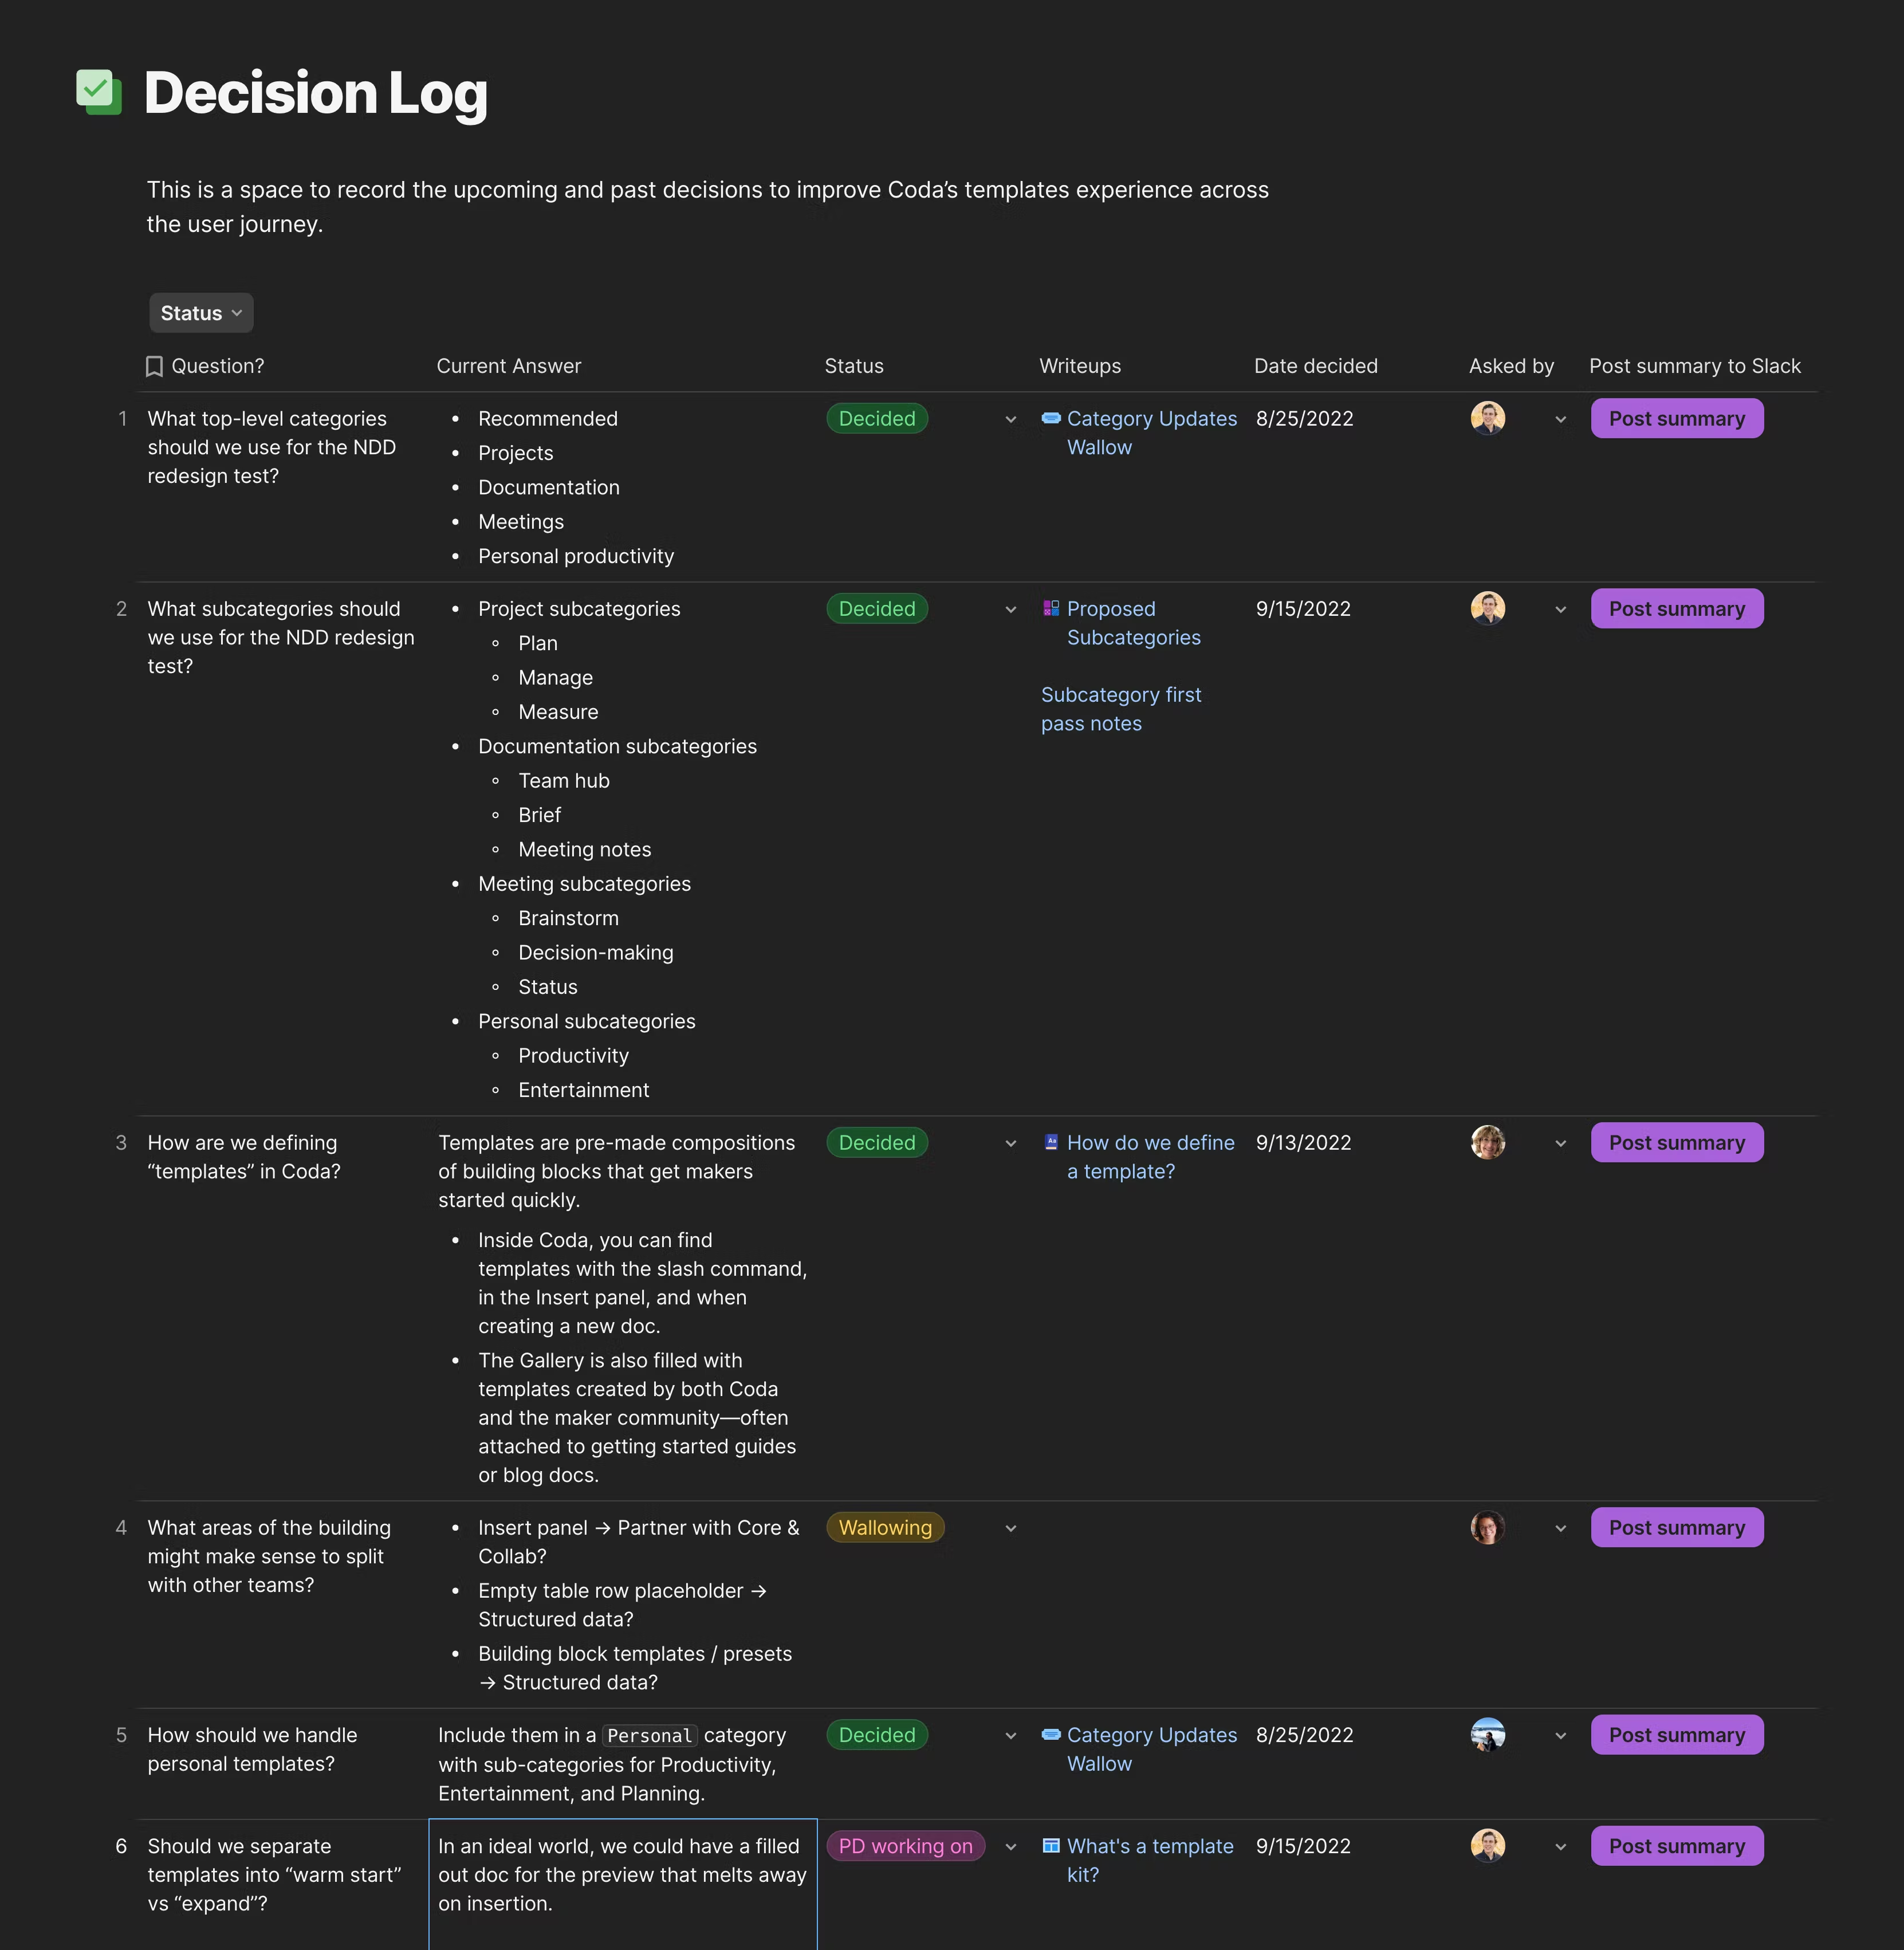 Decision Log
This is a space to record the upcoming and past decisions to improve Coda’s templates experience across
the user journey.
Status
Question?
Current Answer
Status
Writeups
Date decided
Asked by
Post summary to Slack
1
What top-level categories
should we use for the NDD
redesign test?
• Recommended
• Projects
• Documentation
• Meetings
• Personal productivity
Decided
Category Updates
Wallow
8/25/2022
Post summary
2
What subcategories should
we use for the NDD redesign
test?
• Project subcategories
◦ Plan
◦ Manage
◦ Measure
• Documentation subcategories
◦ Team hub
◦ Brief
◦ Meeting notes
• Meeting subcategories
◦ Brainstorm
◦ Decision-making
◦ Status
• Personal subcategories
◦ Productivity
◦ Entertainment
Decided
Proposed
Subcategories
Subcategory first
pass notes
9/15/2022
Post summary
3
How are we defining
“templates” in Coda?
Templates are pre-made compositions
of building blocks that get makers
started quickly.
• Inside Coda, you can find
templates with the slash command,
in the Insert panel, and when
creating a new doc.
• The Gallery is also filled with
templates created by both Coda
and the maker community—often
attached to getting started guides
or blog docs.
Decided
How do we define
a template?
9/13/2022
Post summary
4
What areas of the building
might make sense to split
with other teams?
• Insert panel → Partner with Core &
Collab?
• Empty table row placeholder →
Structured data?
• Building block templates / presets
→ Structured data?
Wallowing
Post summary
5
How should we handle
personal templates?
Include them in a Personal category
with sub-categories for Productivity,
Entertainment, and Planning.
Decided
Category Updates
Wallow
8/25/2022
Post summary
6
Should we separate
templates into “warm start”
vs “expand”?
In an ideal world, we could have a filled
out doc for the preview that melts away
on insertion.
PD working on
What's a template
kit?
9/15/2022
Post summary